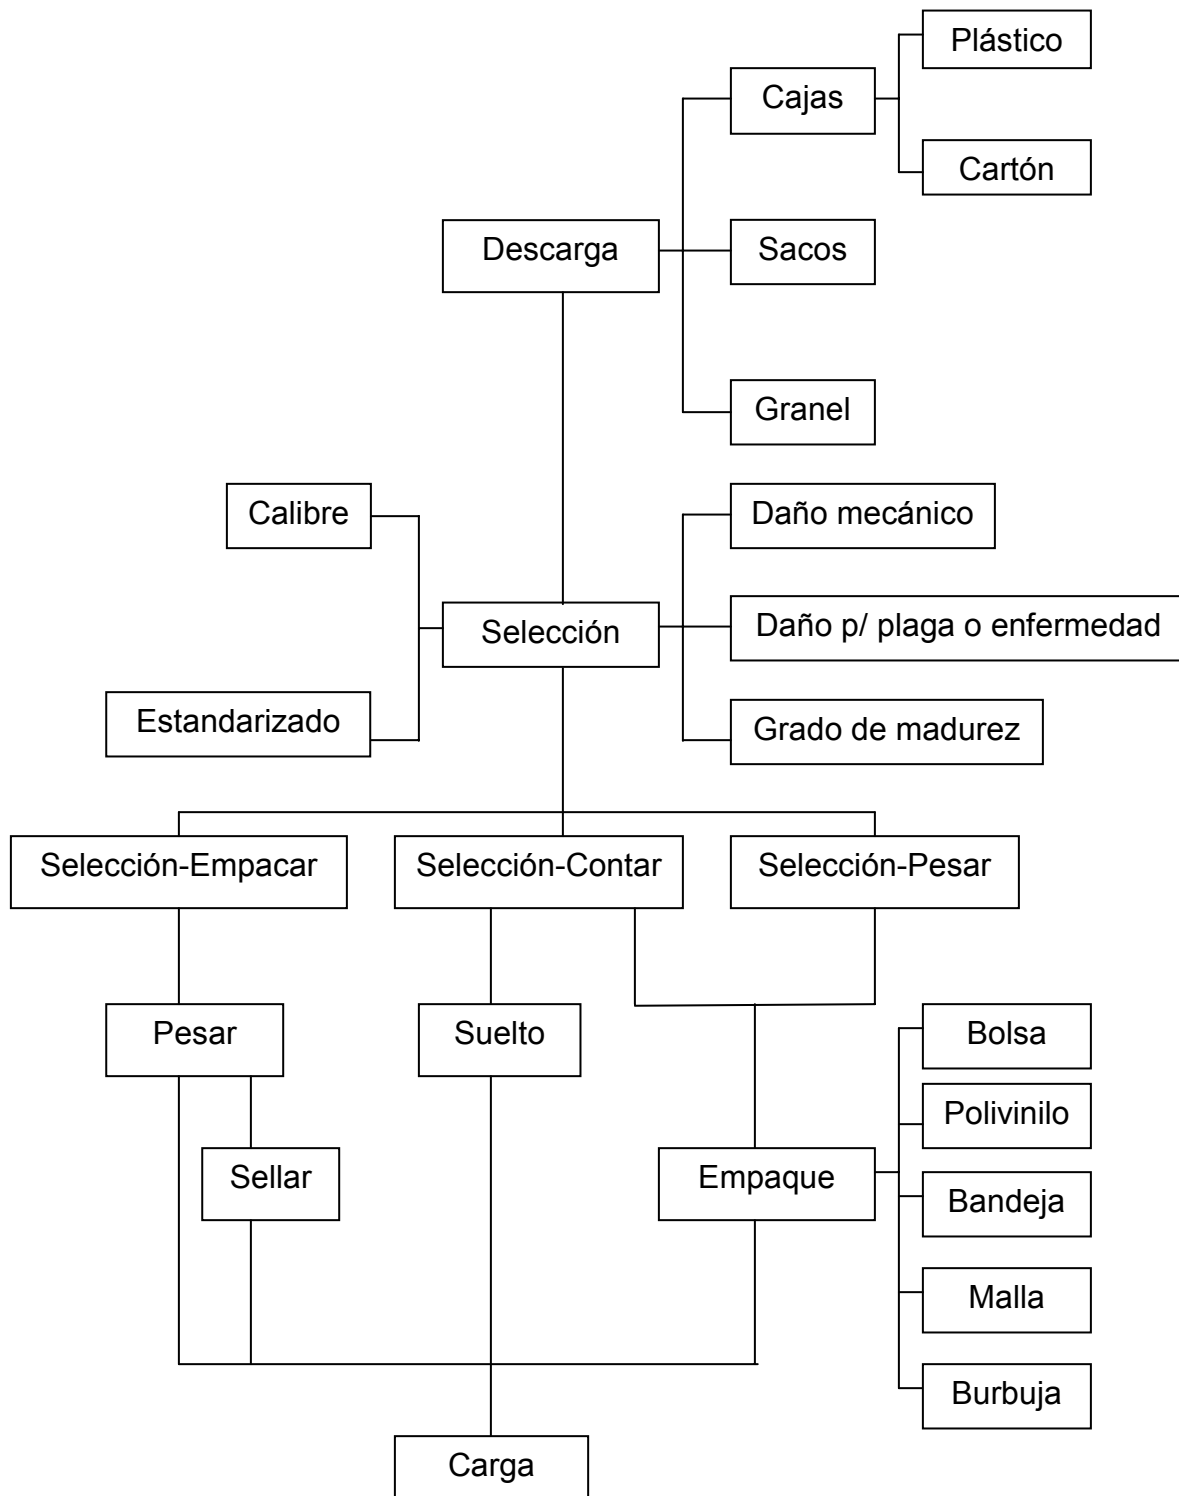 Plástico
Cajas
Cartón
Descarga
Sacos
Granel
Calibre
Daño mecánico
Selección
Daño p/ plaga o enfermedad
Estandarizado
Grado de madurez
Selección-Empacar
Selección-Contar
Selección-Pesar
Pesar
Suelto
Bolsa
Polivinilo
Sellar
Empaque
Bandeja
Malla
Burbuja
Carga